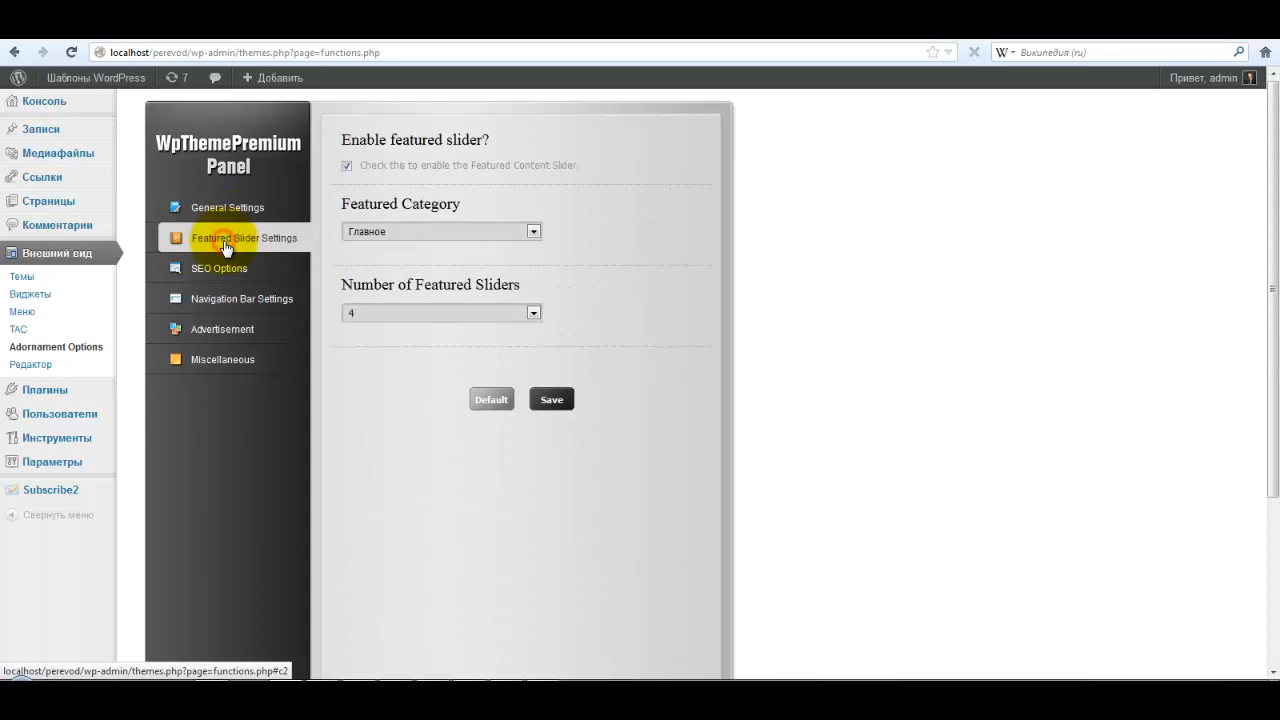 localhost/perevod/wp-admin/themes.php?page=functions.php
W Википедия (ru)
Шаблоны WordPress 7 Добавить
Привет, admin
Консоль
Записи
Медиафайлы
Ссылки
Страницы
Комментарии
Внешний вид
Темы
Виджеты
Меню
TAC
Adornament Options
Редактор
Плагины
Пользователи
Инструменты
Параметры
Subscribe2
Свернуть меню
WpThemePremium
Panel
General Settings
Featured Slider Settings
SEO Options
Navigation Bar Settings
Advertisement
Miscellaneous
Enable featured slider?
Check this to enable the Featured Content Slider.
Featured Category
Главное
Number of Featured Sliders
4
Default Save
localhost/perevod/wp-admin/themes.php?page=functions.php#c2